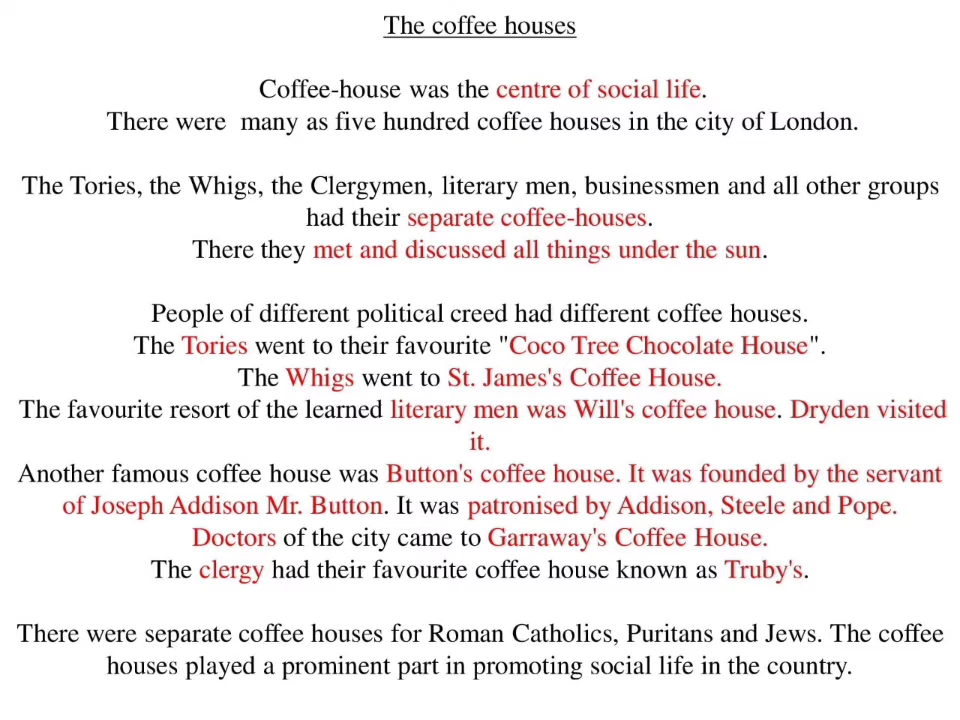 The coffee houses
Coffee-house was the centre of social life.
There were many as five hundred coffee houses in the city of London.
The Tories, the Whigs, the Clergymen, literary men, businessmen and all other groups
had their separate coffee-houses.
There they met and discussed all things under the sun.
People of different political creed had different coffee houses.
The Tories went to their favourite "Coco Tree Chocolate House".
The Whigs went to St. James's Coffee House.
The favourite resort of the learned literary men was Will's coffee house. Dryden visited
it.
Another famous coffee house was Button's coffee house. It was founded by the servant
of Joseph Addison Mr. Button. It was patronised by Addison, Steele and Pope.
Doctors of the city came to Garraway's Coffee House.
The clergy had their favourite coffee house known as Truby's.
There were separate coffee houses for Roman Catholics, Puritans and Jews. The coffee
houses played a prominent part in promoting social life in the country.